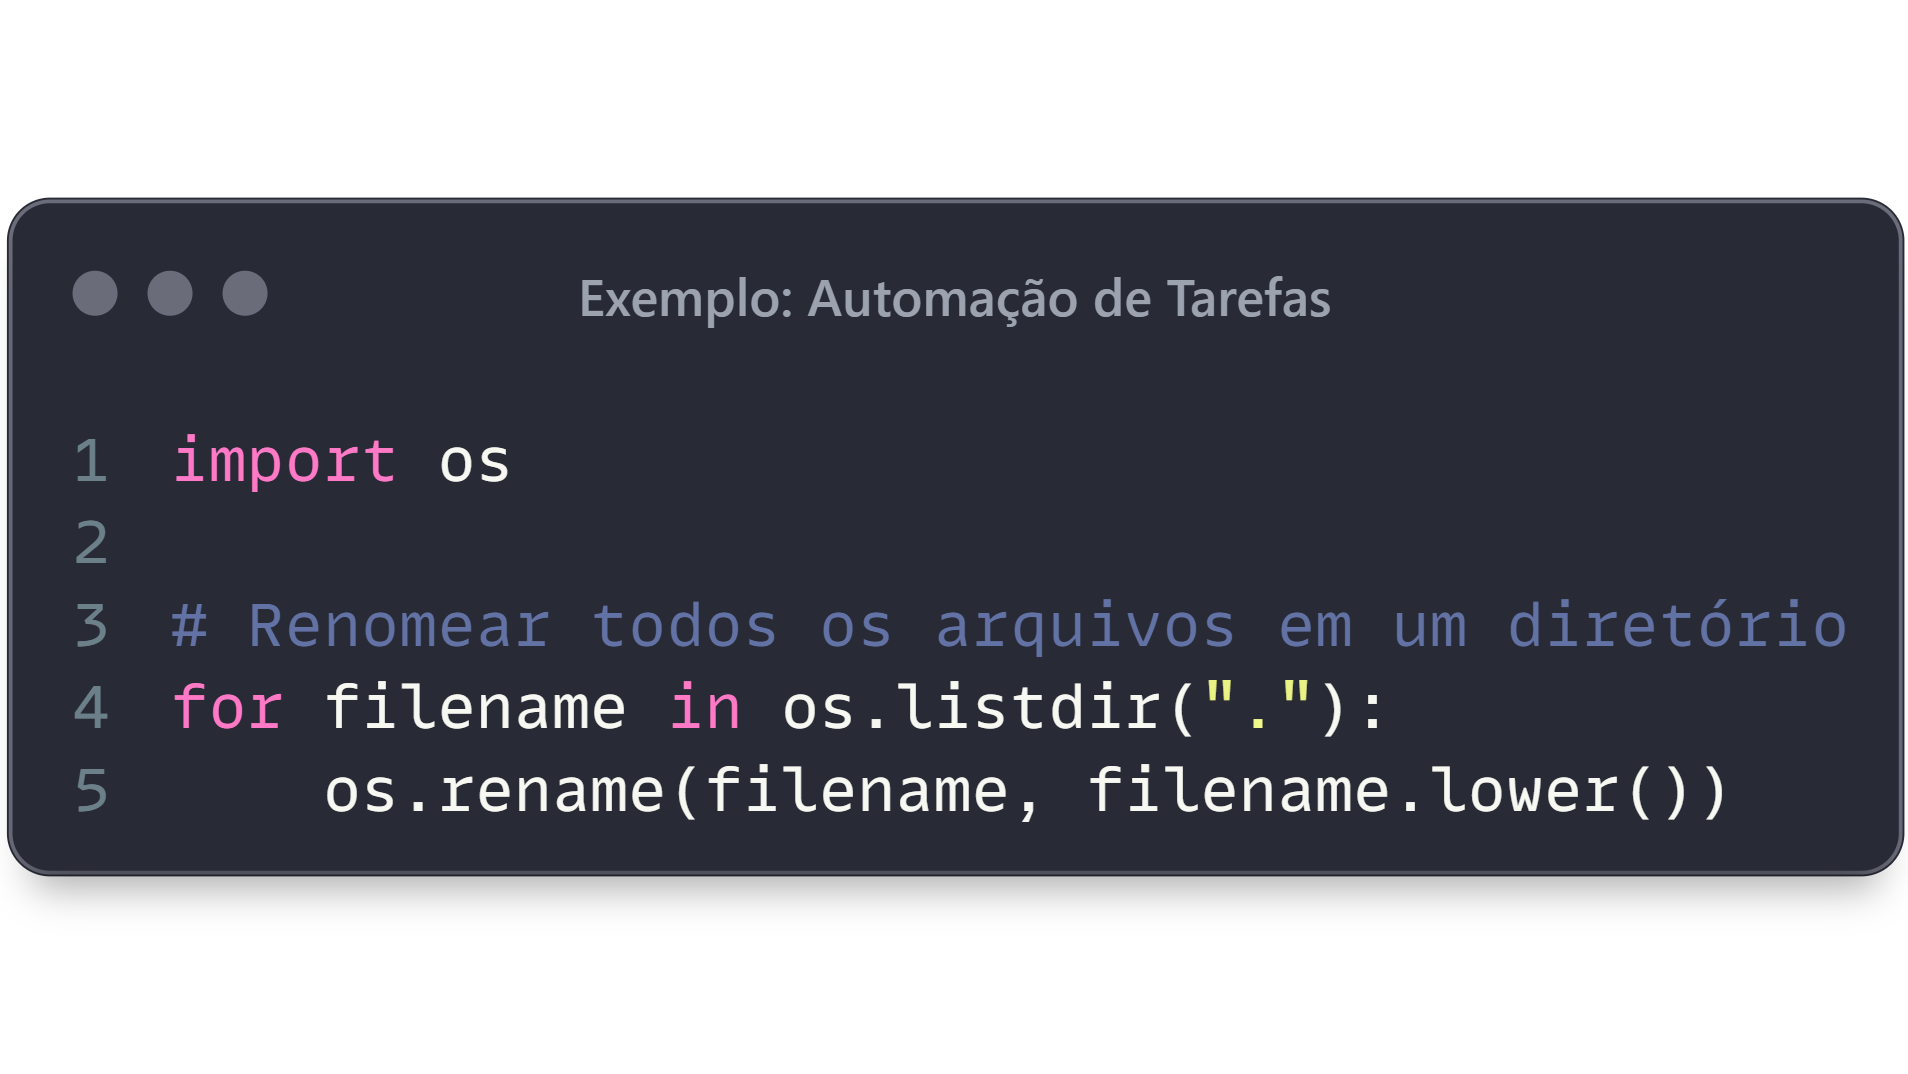 Exemplo: Automação de Tarefas
1 import os
2
3 # Renomear todos os arquivos em um diretório
4 for filename in os.listdir("."):
5     os.rename(filename, filename.lower())